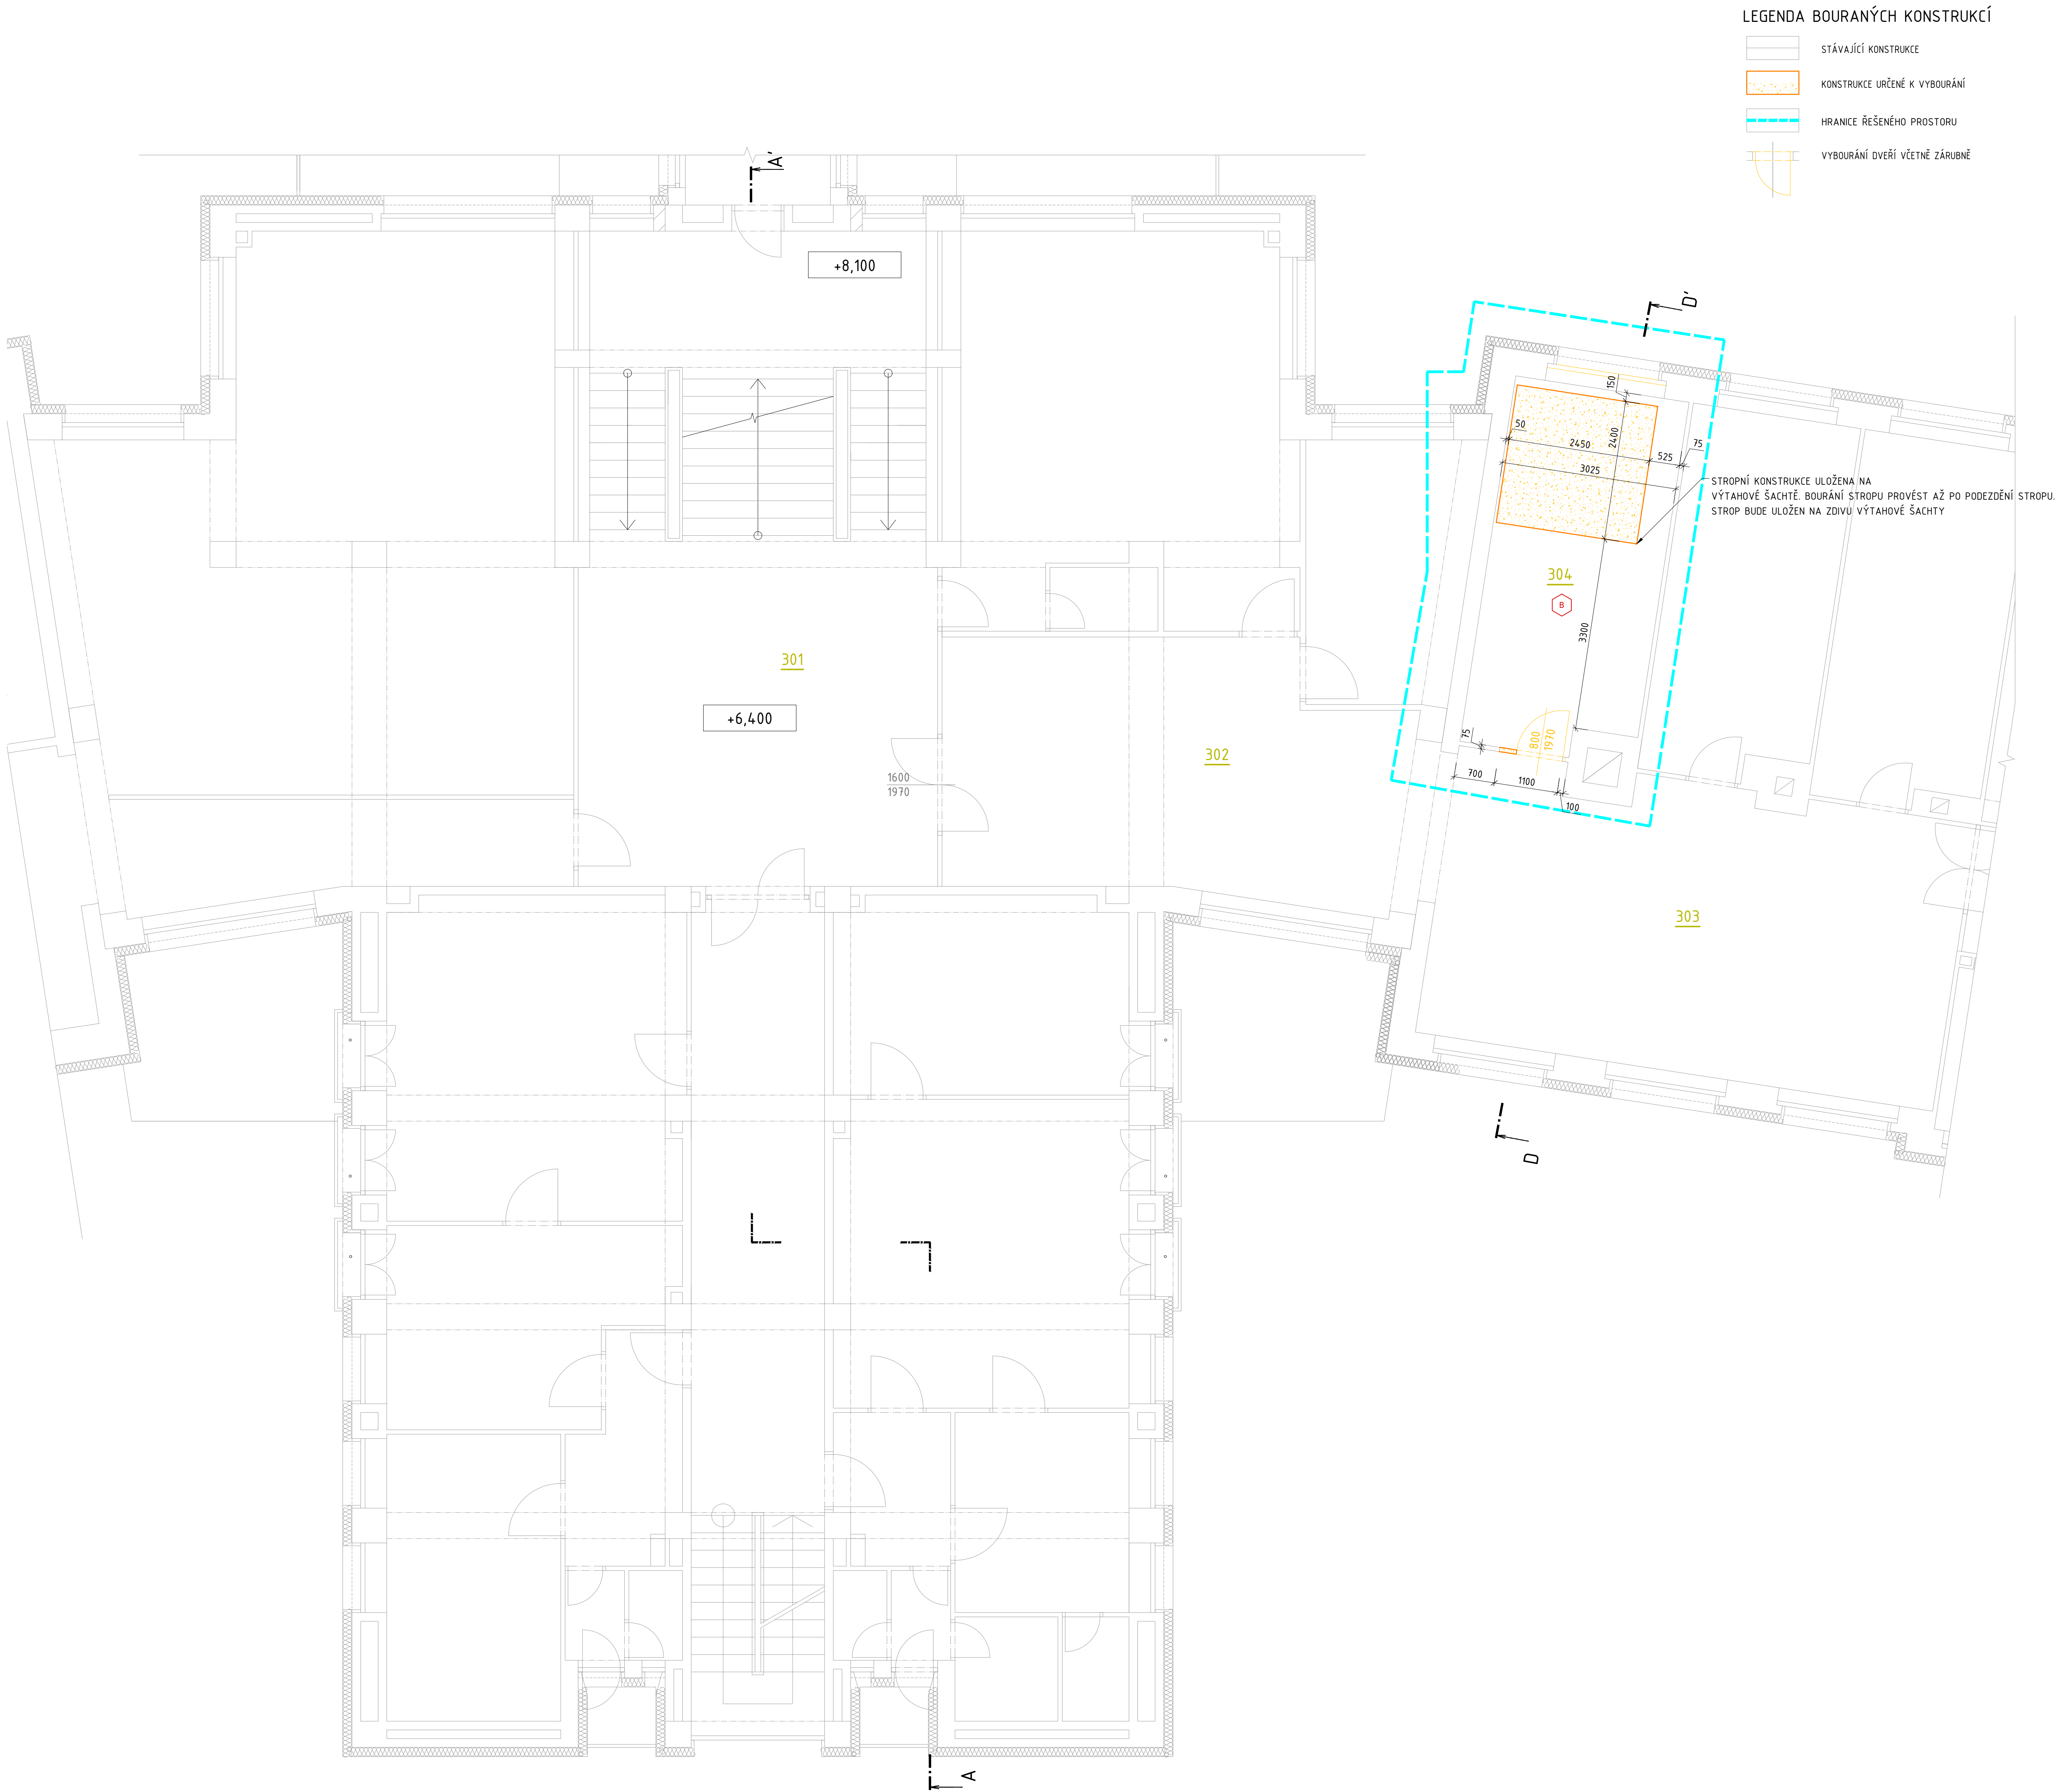 LEGENDA BOURANÝCH KONSTRUKCÍ
STÁVAJÍCÍ KONSTRUKCE
KONSTRUKCE URČENÉ K VYBOURÁNÍ
HRANICE ŘEŠENÉHO PROSTORU
VYBOURÁNÍ DVEŘÍ VČETNĚ ZÁRUBNĚ
A'
+8,100
D'
150
50
2450
2400
525
75
3025
STROPNÍ KONSTRUKCE ULOŽENA NA
VÝTAHOVÉ ŠACHTĚ. BOURÁNÍ STROPU PROVÉST AŽ PO PODEZDĚNÍ STROPU.
STROP BUDE ULOŽEN NA ZDIVU VÝTAHOVÉ ŠACHTY
304
B
3300
301
+6,400
302
75
800
1970
1600
1970
700
1100
100
303
D
A